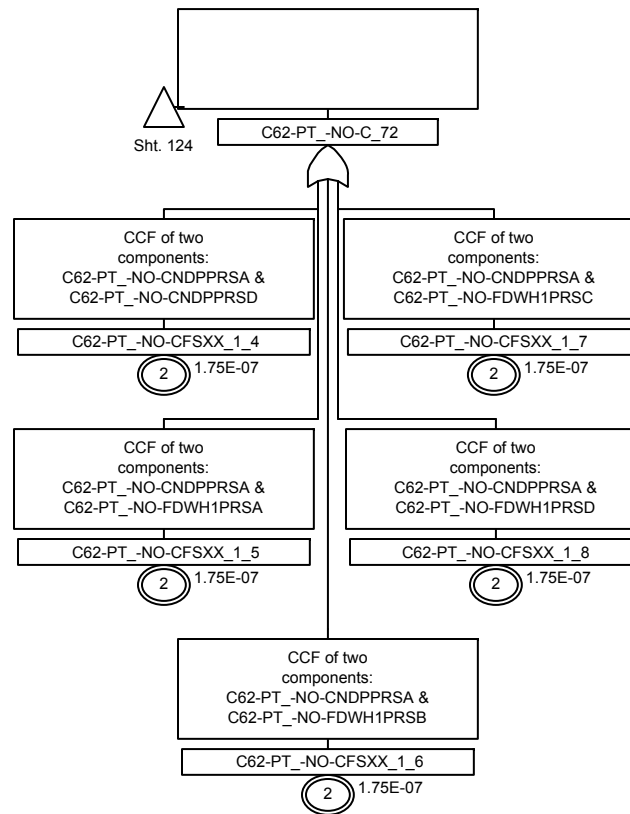 Sht. 124
C62-PT_-NO-C_72
CCF of two
components:
C62-PT_-NO-CNDPPRSA &
C62-PT_-NO-CNDPPRSD
C62-PT_-NO-CFSXX_1_4
2
1.75E-07
CCF of two
components:
C62-PT_-NO-CNDPPRSA &
C62-PT_-NO-FDWH1PRSC
C62-PT_-NO-CFSXX_1_7
2
1.75E-07
CCF of two
components:
C62-PT_-NO-CNDPPRSA &
C62-PT_-NO-FDWH1PRSA
C62-PT_-NO-CFSXX_1_5
2
1.75E-07
CCF of two
components:
C62-PT_-NO-CNDPPRSA &
C62-PT_-NO-FDWH1PRSD
C62-PT_-NO-CFSXX_1_8
2
1.75E-07
CCF of two
components:
C62-PT_-NO-CNDPPRSA &
C62-PT_-NO-FDWH1PRSB
C62-PT_-NO-CFSXX_1_6
2
1.75E-07